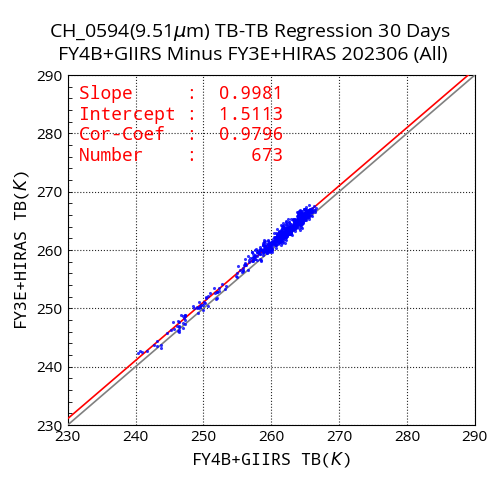 CH_0594(9.51μm) TB-TB Regression 30 Days
FY4B+GIIRS Minus FY3E+HIRAS 202306 (All)
Slope : 0.9981
Intercept : 1.5113
Cor-Coef : 0.9796
Number : 673
290
280
270
260
250
240
230
FY3E+HIRAS TB(K)
230 240 250 260 270 280 290
FY4B+GIIRS TB(K)